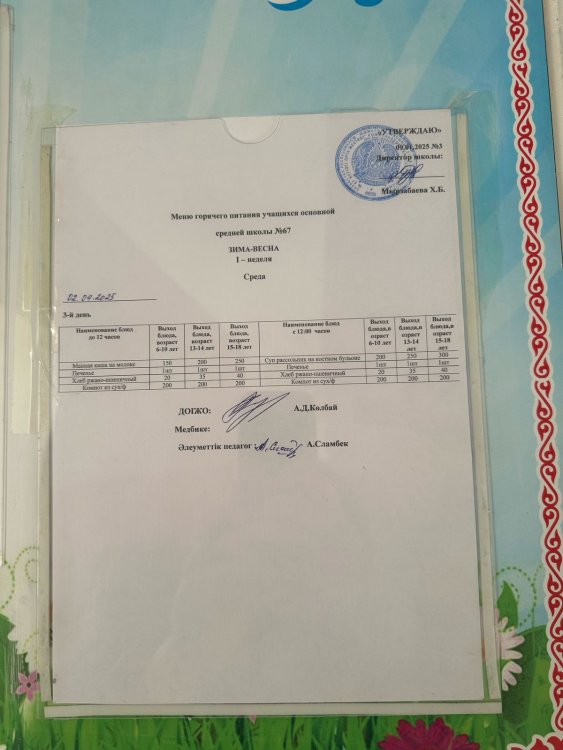 «УТВЕРЖДАЮ»
09.01.2025 №3
Директор школы:
Мырзабаева Х.Б.
Меню горячего питания учащихся основной
средней школы №67
ЗИМА-ВЕСНА
I – неделя
Среда
02.04.2025
3-й день
Наименование блюд до 12 часов | Выход блюда, возраст 6-10 лет | Выход блюда, возраст 13-14 лет | Выход блюда, возраст 15-18 лет | Наименование блюд с 12:00 часов | Выход блюда,в озраст 6-10 лет | Выход блюда,в озраст 13-14 лет | Выход блюда,в озраст 15-18 лет
Манная каша на молоке | 150 | 200 | 250 | Суп рассольник на костном бульоне | 200 | 250 | 300
Печенье | 1шт | 1шт | 1шт | Печенье | 1шт | 1шт | 1шт
Хлеб ржано-пшеничный | 20 | 35 | 40 | Хлеб ржано-пшеничный | 20 | 35 | 40
Компот из сух/ф | 200 | 200 | 200 | Компот из сух/ф | 200 | 200 | 200
ДОГЖО: А.Д.Колбай
Медбике:
Әлеуметтік педагог : А.Сламбек